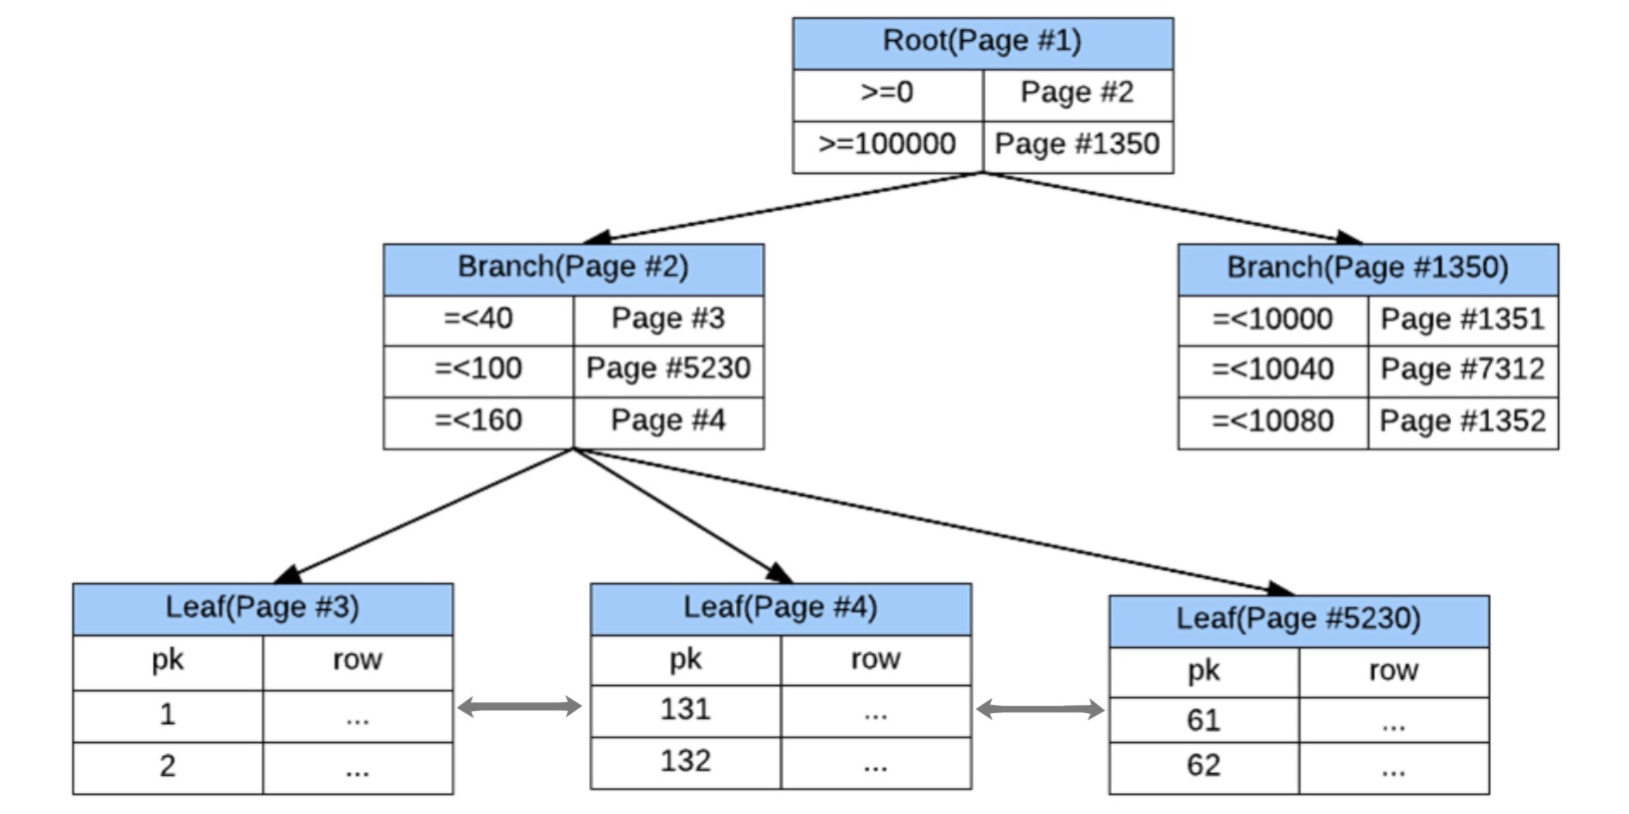 Root(Page #1)
>=0 Page #2
>=100000 Page #1350
Branch(Page #2)
=<40 Page #3
=<100 Page #5230
=<160 Page #4
Branch(Page #1350)
=<10000 Page #1351
=<10040 Page #7312
=<10080 Page #1352
Leaf(Page #3)
pk row
1 ...
2 ...
Leaf(Page #4)
pk row
131 ...
132 ...
Leaf(Page #5230)
pk row
61 ...
62 ...